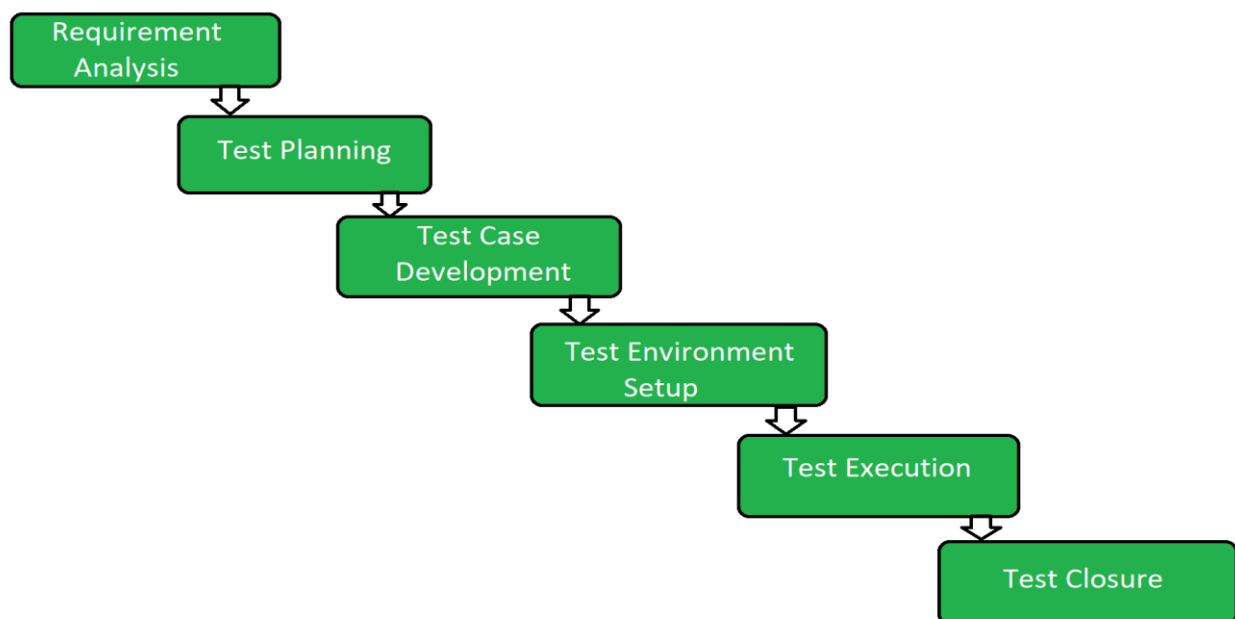 Requirement
Analysis
Test Planning
Test Case
Development
Test Environment
Setup
Test Execution
Test Closure